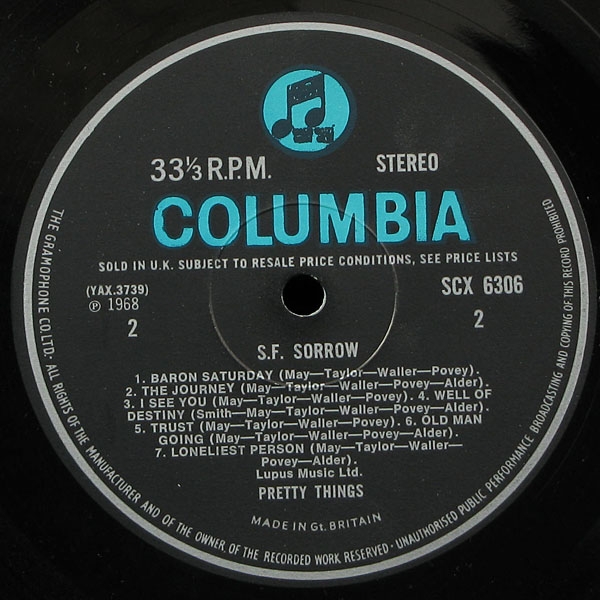 33⅓ R.P.M. STEREO
COLUMBIA
SOLD IN U.K. SUBJECT TO RESALE PRICE CONDITIONS, SEE PRICE LISTS
(YAX.3739) SCX 6306
℗ 1968
2 2
S.F. SORROW
1. BARON SATURDAY (May—Taylor—Waller—Povey).
2. THE JOURNEY (May—Taylor—Waller—Povey—Alder).
3. I SEE YOU (May—Taylor—Waller—Povey). 4. WELL OF
DESTINY (Smith—May—Taylor—Waller—Povey—Alder).
5. TRUST (May—Taylor—Waller—Povey). 6. OLD MAN
GOING (May—Taylor—Waller—Povey—Alder).
7. LONELIEST PERSON (May—Taylor—Waller—
Povey—Alder).
Lupus Music Ltd.
PRETTY THINGS
MADE IN Gt. BRITAIN
THE GRAMOPHONE CO. LTD. · ALL RIGHTS OF THE MANUFACTURER AND OF THE OWNER OF THE RECORDED WORK RESERVED · UNAUTHORISED PUBLIC PERFORMANCE BROADCASTING AND COPYING OF THIS RECORD PROHIBITED